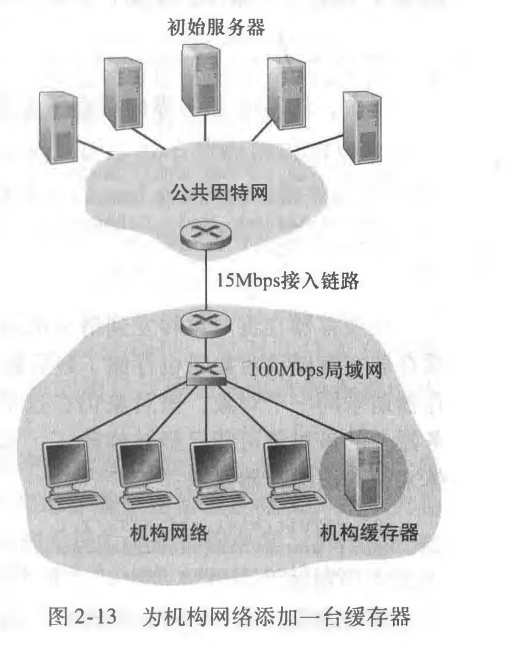 初始服务器
公共因特网
15Mbps接入链路
100Mbps局域网
机构网络
机构缓存器
图2-13 为机构网络添加一台缓存器